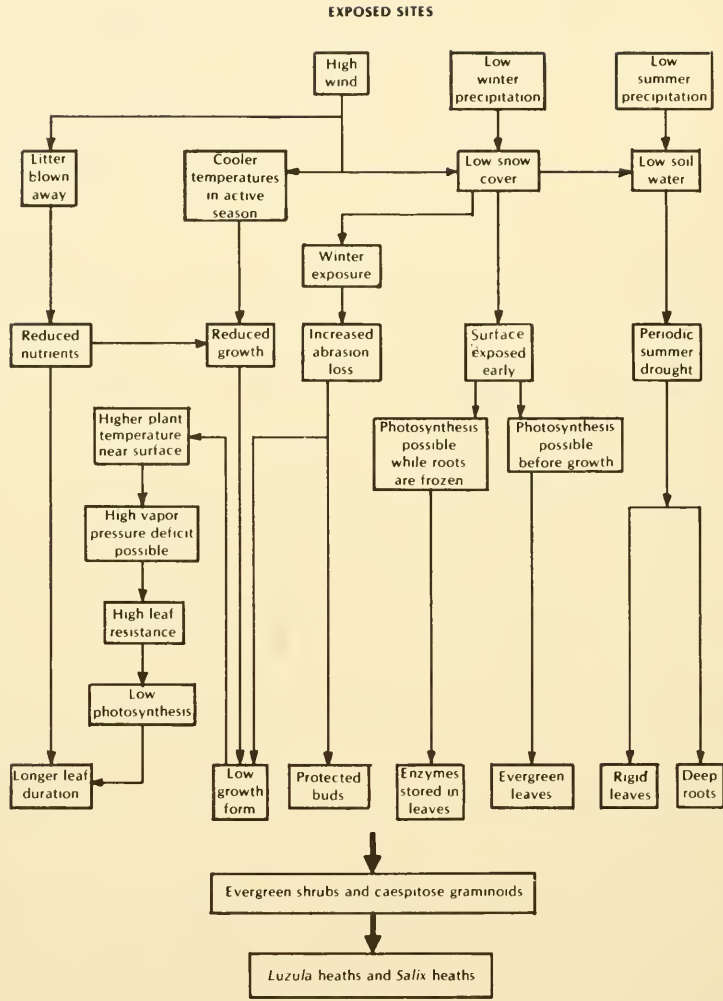 EXPOSED SITES
High
wind
Low
winter
precipitation
Low
summer
precipitation
Litter
blown
away
Cooler
temperatures
in active
season
Low snow
cover
Low soil
water
Winter
exposure
Reduced
nutrients
Reduced
growth
Increased
abrasion
loss
Surface
exposed
early
Periodic
summer
drought
Higher plant
temperature
near surface
Photosynthesis
possible
while roots
are frozen
Photosynthesis
possible
before growth
High vapor
pressure deficit
possible
High leaf
resistance
Low
photosynthesis
Longer leaf
duration
Low
growth
form
Protected
buds
Enzymes
stored in
leaves
Evergreen
leaves
Rigid
leaves
Deep
roots
Evergreen shrubs and caespitose graminoids
Luzula heaths and Salix heaths